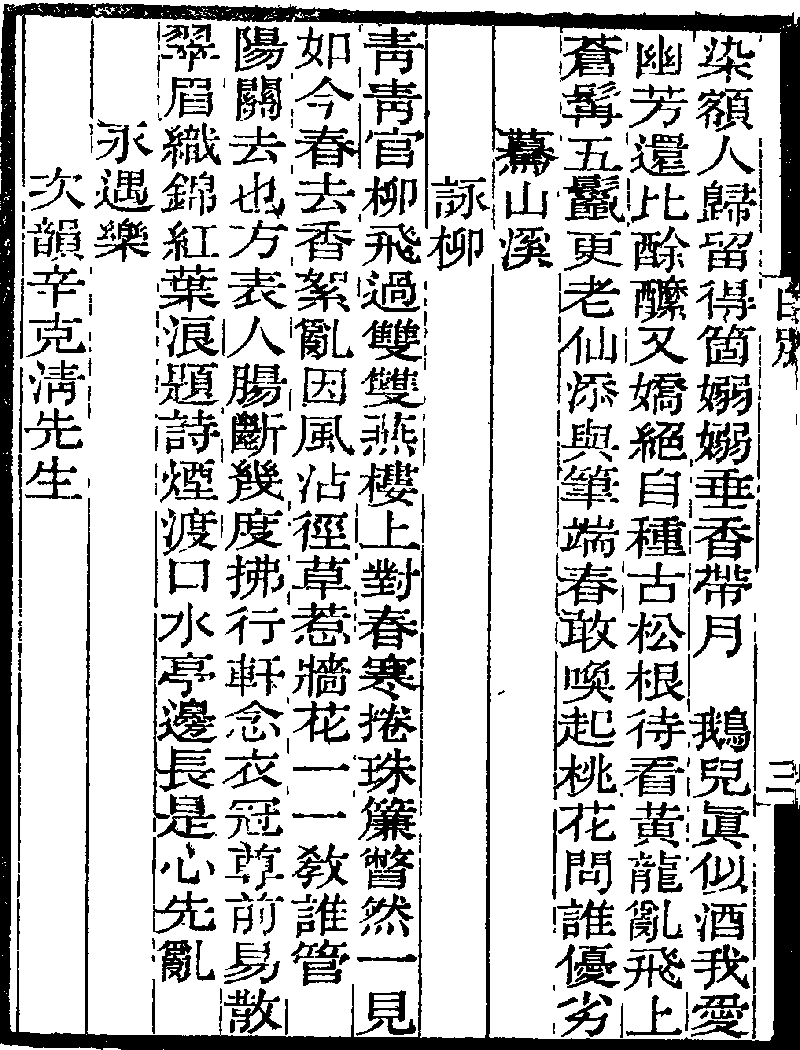 染額人歸留得箇嫋嫋垂香帶月　鵝兒眞似酒我愛
幽芳還比酴醿又嬌絕自種古松根待看黃龍亂飛上
蒼髯五鬣更老仙添與筆端春敢喚起桃花問誰優劣
驀山溪
詠柳
靑靑官柳飛過雙雙燕樓上對春寒捲珠簾瞥然一見
如今春去香絮亂因風沾徑草惹牆花一一教誰管
陽關去也方表人腸斷幾度拂行軒念衣冠尊前易散
翠眉織錦紅葉浪題詩煙渡口水亭邊長是心先亂
永遇樂
次韻辛克淸先生
三